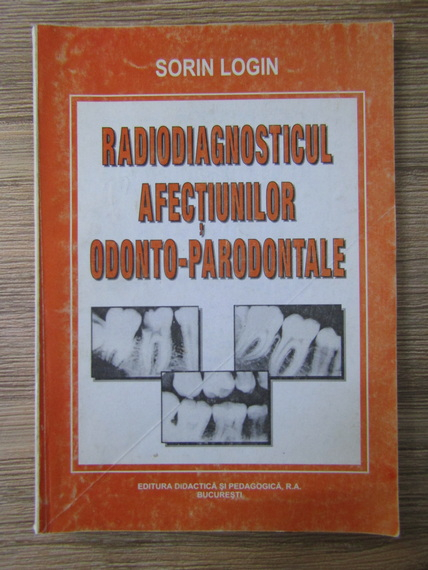 SORIN LOGIN
RADIODIAGNOSTICUL
AFECȚIUNILOR
ODONTO-PARODONTALE
EDITURA DIDACTICĂ ȘI PEDAGOGICĂ, R.A.
BUCUREȘTI